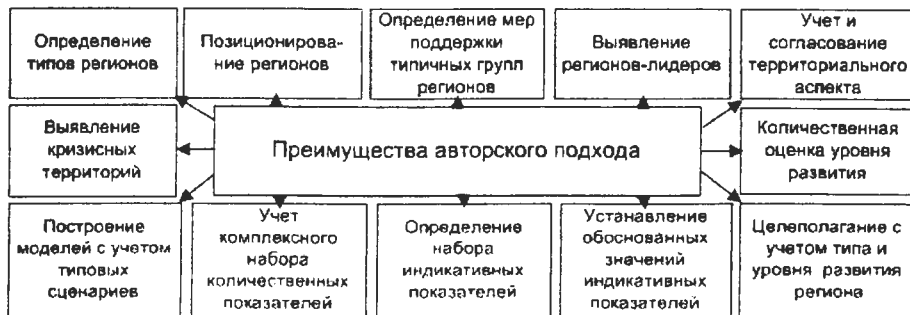 Определение
типов регионов
Позиционирова-
ние регионов
Определение мер
поддержки
типичных групп
регионов
Выявление
регионов-лидеров
Учет и
согласование
территориального
аспекта
Выявление
кризисных
территорий
Преимущества авторского подхода
Количественная
оценка уровня
развития
Построение
моделей с учетом
типовых
сценариев
Учет
комплексного
набора
количественных
показателей
Определение
набора
индикативных
показателей
Устанавление
обоснованных
значений
индикативных
показателей
Целеполагание с
учетом типа и
уровня развития
региона